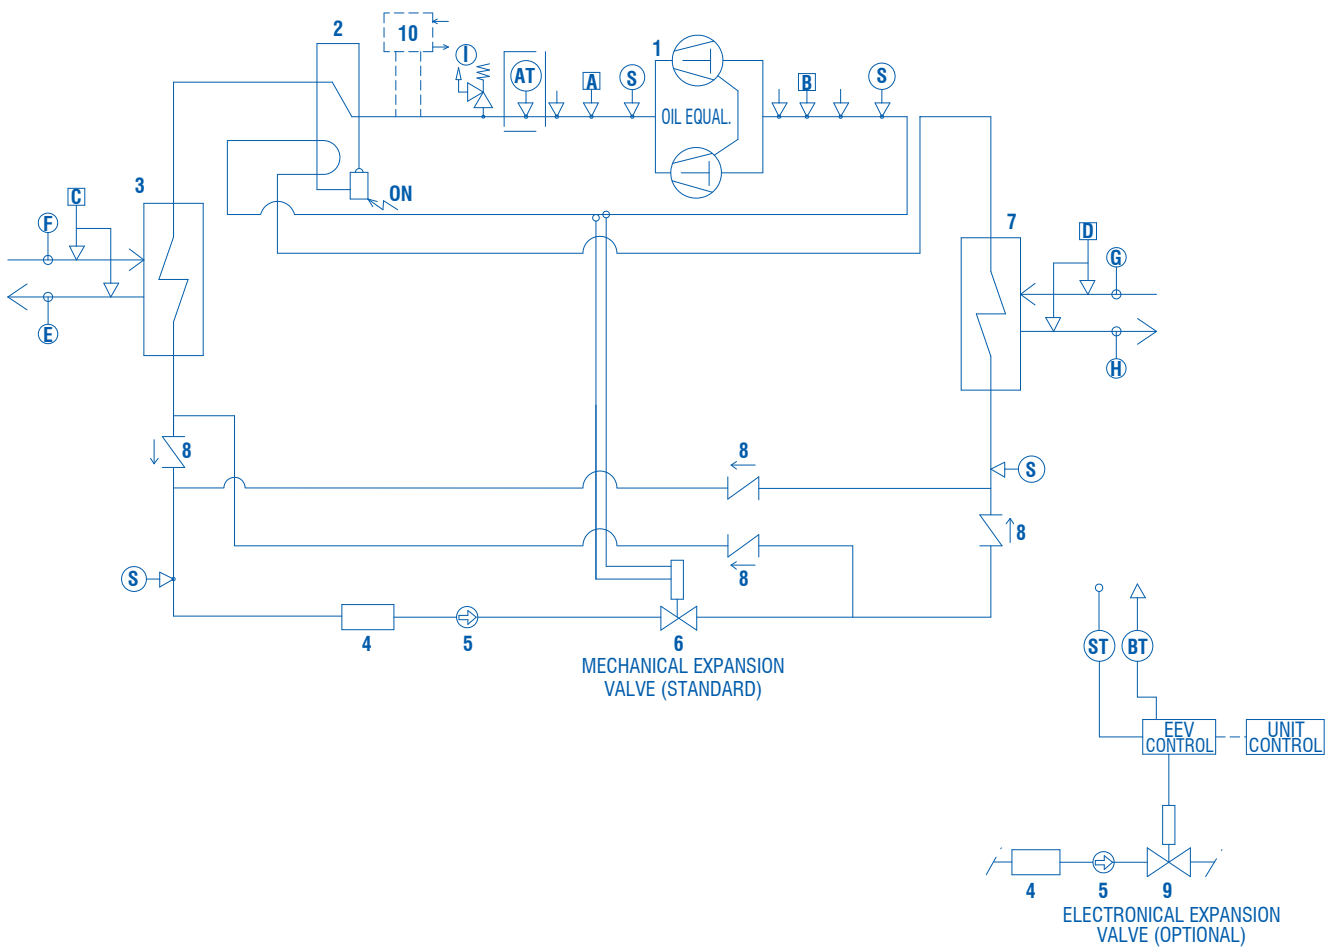 2
10
I
AT
A
S
1
OIL EQUAL.
B
S
ON
C
3
F
E
7
D
G
H
8
8
S
8
8
S
4
5
6
MECHANICAL EXPANSION
VALVE (STANDARD)
ST
BT
EEV
CONTROL
UNIT
CONTROL
4
5
9
ELECTRONICAL EXPANSION
VALVE (OPTIONAL)